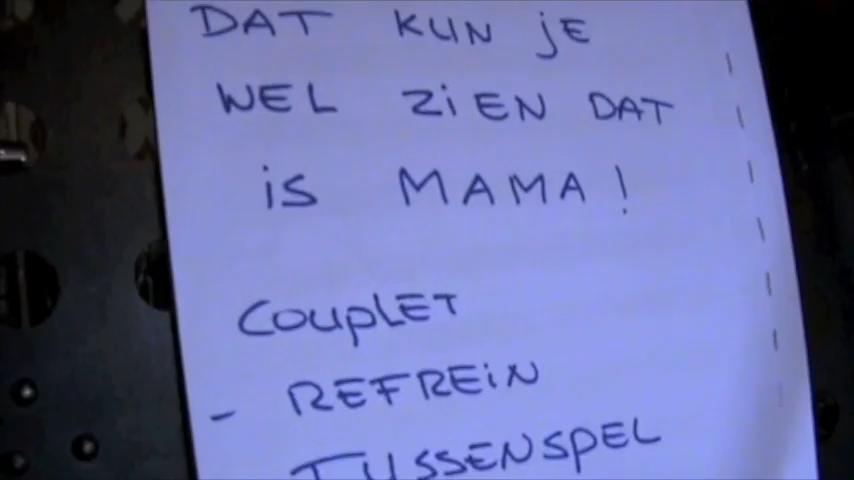 DAT KUN JE
WEL ZiEN DAT
iS MAMA!
COUPLET
- REFREiN
TUSSENSPEL